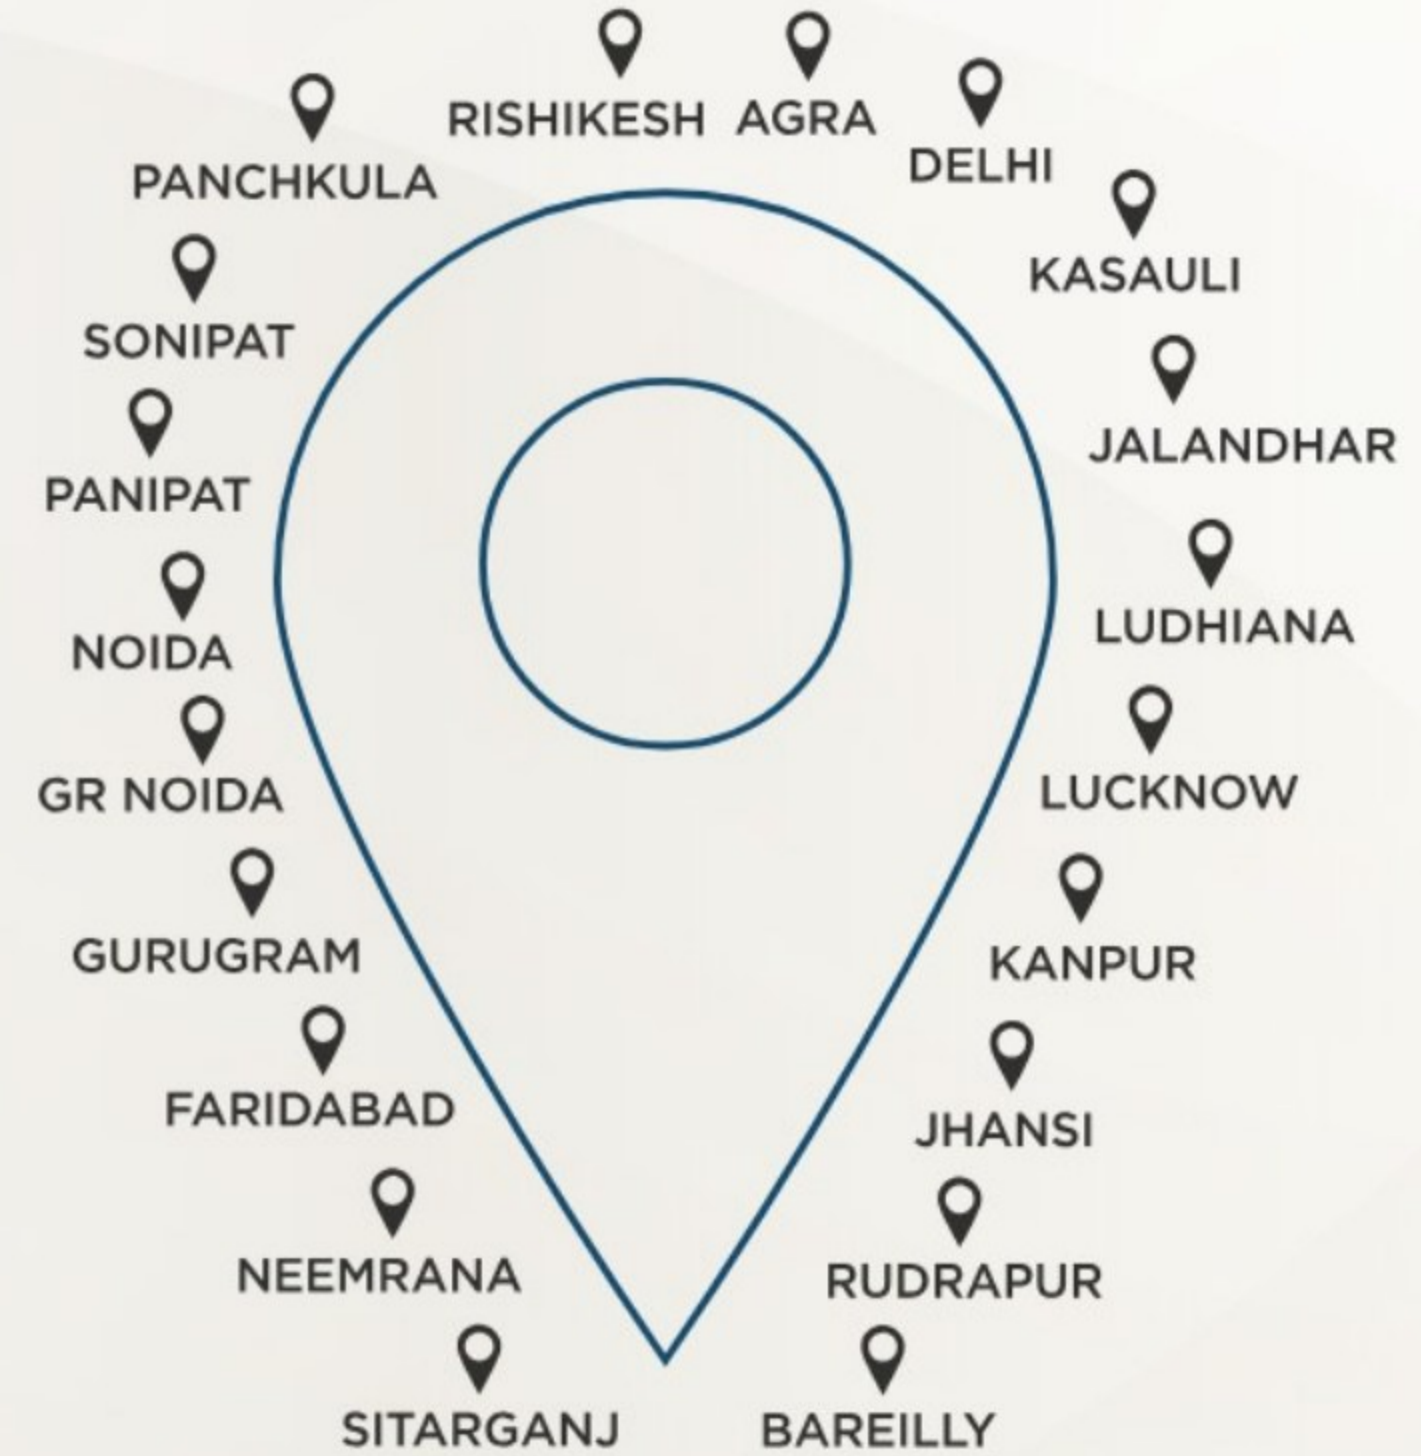 RISHIKESH
AGRA
DELHI
PANCHKULA
KASAULI
SONIPAT
JALANDHAR
PANIPAT
LUDHIANA
NOIDA
LUCKNOW
GR NOIDA
GURUGRAM
KANPUR
FARIDABAD
JHANSI
NEEMRANA
RUDRAPUR
SITARGANJ
BAREILLY